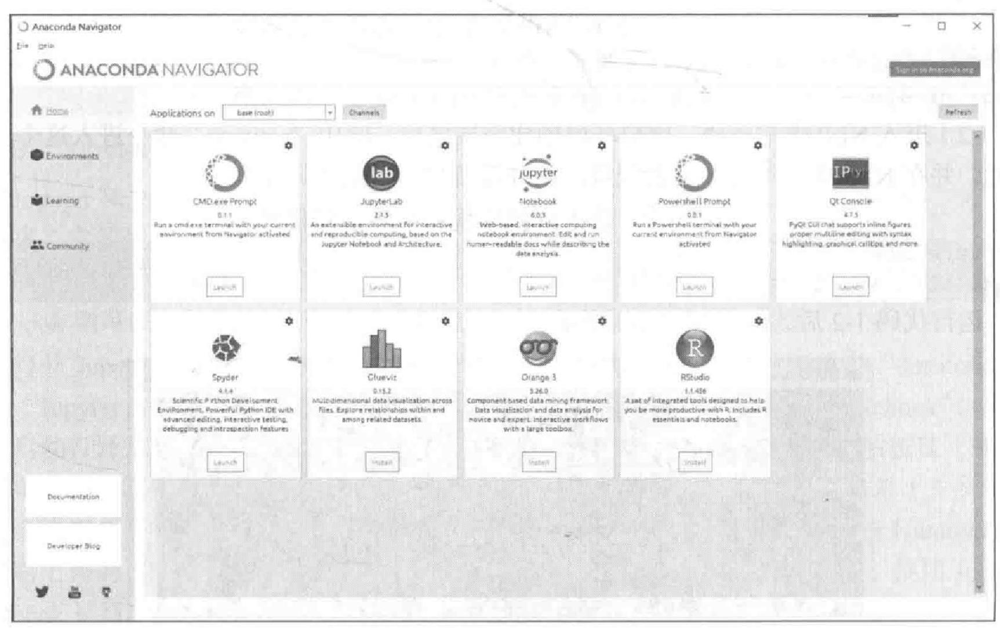 Anaconda Navigator
File Help
ANACONDA NAVIGATOR
Sign in to Anaconda.org
Home
Applications on base (root) Channels
Refresh
Environments
Learning
Community
CMD.exe Prompt
0.1.1
Run a cmd.exe terminal with your current
environment from Navigator activated
Launch
lab
JupyterLab
2.1.5
An extensible environment for interactive
and reproducible computing, based on the
Jupyter Notebook and Architecture.
Launch
jupyter
Notebook
6.0.3
Web-based, interactive computing
notebook environment. Edit and run
human-readable docs while describing the
data analysis.
Launch
Powershell Prompt
0.0.1
Run a Powershell terminal with your
current environment from Navigator
activated
Launch
IP[y]:
Qt Console
4.7.5
PyQt GUI that supports inline figures,
proper multiline editing with syntax
highlighting, graphical calltips, and more.
Launch
Spyder
4.1.4
Scientific Python Development
EnviRonment. Powerful Python IDE with
advanced editing, interactive testing,
debugging and introspection features
Launch
Glueviz
0.15.2
Multidimensional data visualization across
files. Explore relationships within and
among related datasets.
Install
Orange 3
3.26.0
Component based data mining framework.
Data visualization and data analysis for
novice and expert. Interactive workflows
with a large toolbox.
Install
R
RStudio
1.1.456
A set of integrated tools designed to help
you be more productive with R. Includes R
essentials and notebooks.
Install
Documentation
Developer Blog